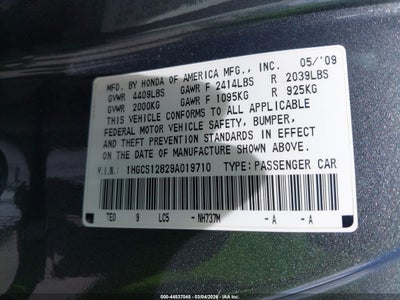 MFD. BY HONDA OF AMERICA MFG., INC. 05/'09
GVWR 4409LBS GAWR F 2414LBS R 2039LBS
GVWR 2000KG GAWR F 1095KG R 925KG
THIS VEHICLE CONFORMS TO ALL APPLICABLE
FEDERAL MOTOR VEHICLE SAFETY, BUMPER,
AND THEFT PREVENTION STANDARDS IN EFFECT
ON THE DATE OF MANUFACTURE SHOWN ABOVE.
V.I.N.: 1HGCS12829A019710 TYPE: PASSENGER CAR
TEO 9 LC5 - NH737M -A -A
000-44537045 - 03/04/2026 - IAA Inc.